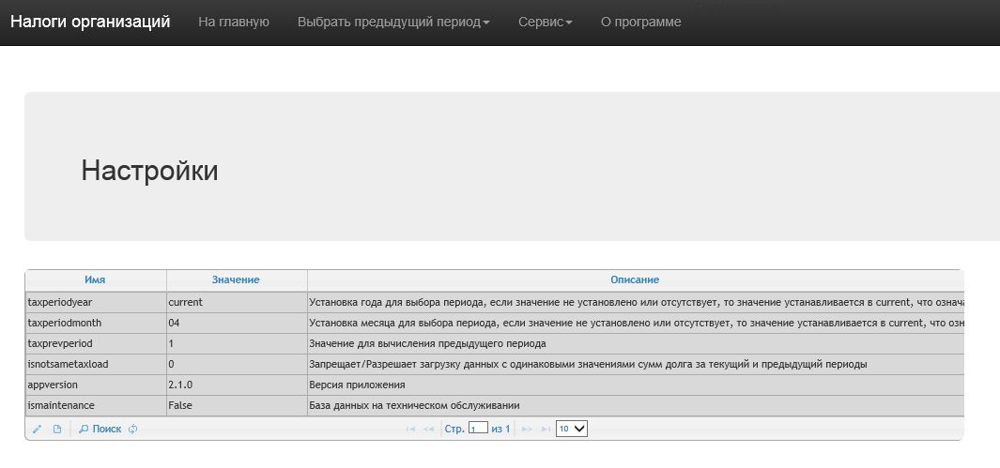 Налоги организаций На главную Выбрать предыдущий период Сервис О программе
Настройки
Имя Значение Описание
taxperiodyear current Установка года для выбора периода, если значение не установлено или отсутствует, то значение устанавливается в current, что означа
taxperiodmonth 04 Установка месяца для выбора периода, если значение не установлено или отсутствует, то значение устанавливается в current, что озн
taxprevperiod 1 Значение для вычисления предыдущего периода
isnotsametaxload 0 Запрещает/Разрешает загрузку данных с одинаковыми значениями сумм долга за текущий и предыдущий периоды
appversion 2.1.0 Версия приложения
ismaintenance False База данных на техническом обслуживании
Поиск Стр. 1 из 1 10